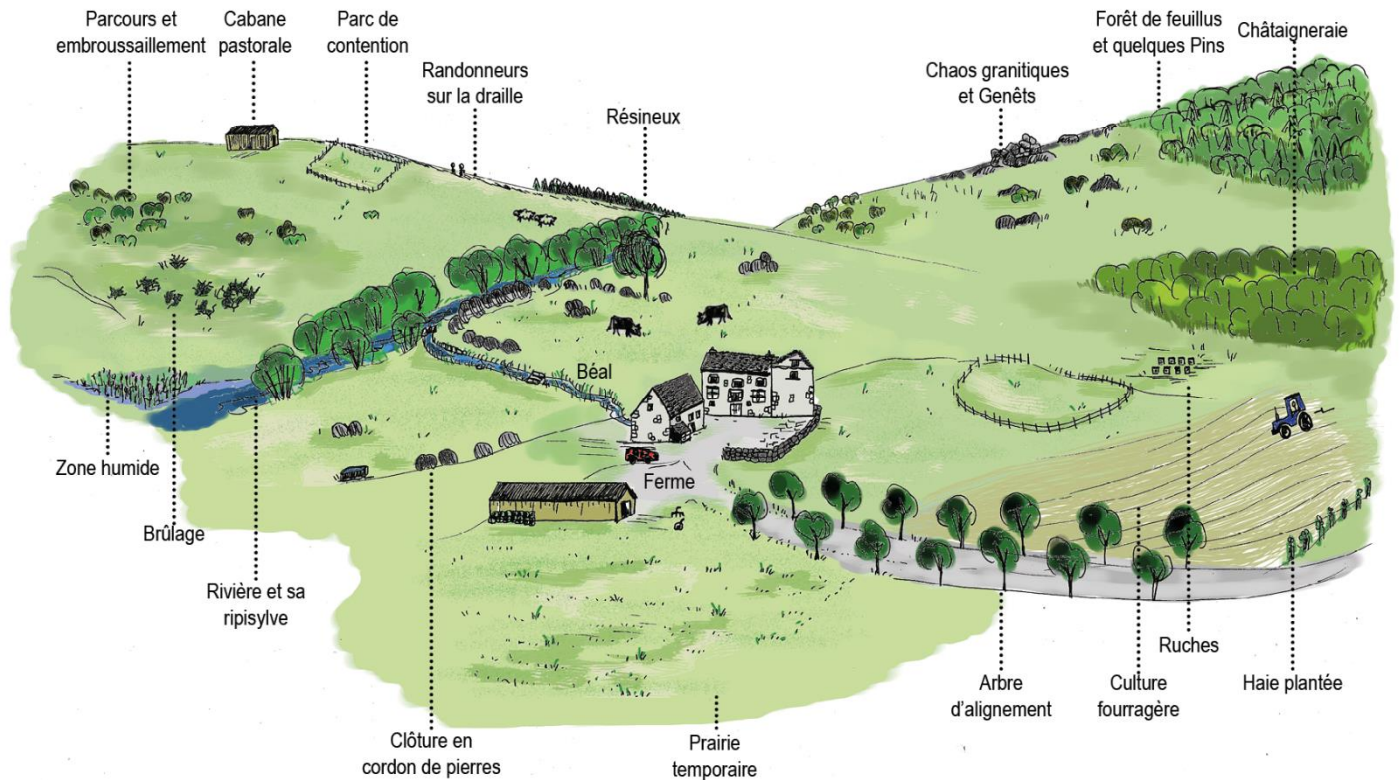 Parcours et
embroussaillement
Cabane
pastorale
Parc de
contention
Randonneurs
sur la draille
Résineux
Chaos granitiques
et Genêts
Forêt de feuillus
et quelques Pins
Châtaigneraie
Béal
Ferme
Zone humide
Brûlage
Rivière et sa
ripisylve
Clôture en
cordon de pierres
Prairie
temporaire
Arbre
d'alignement
Culture
fourragère
Ruches
Haie plantée